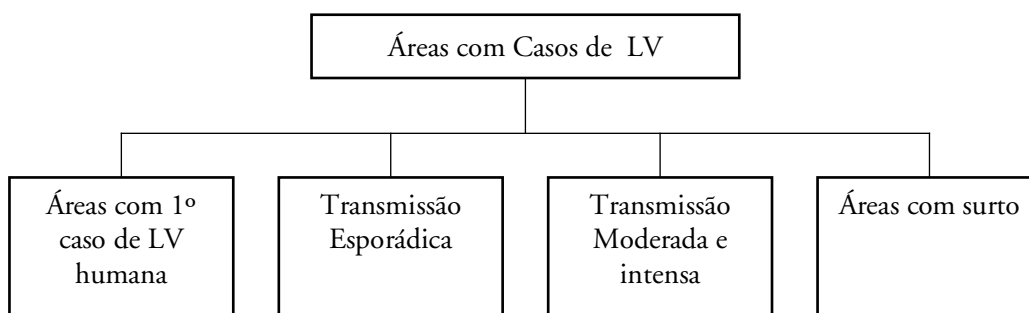 Áreas com Casos de LV
Áreas com 1º
caso de LV
humana
Transmissão
Esporádica
Transmissão
Moderada e
intensa
Áreas com surto